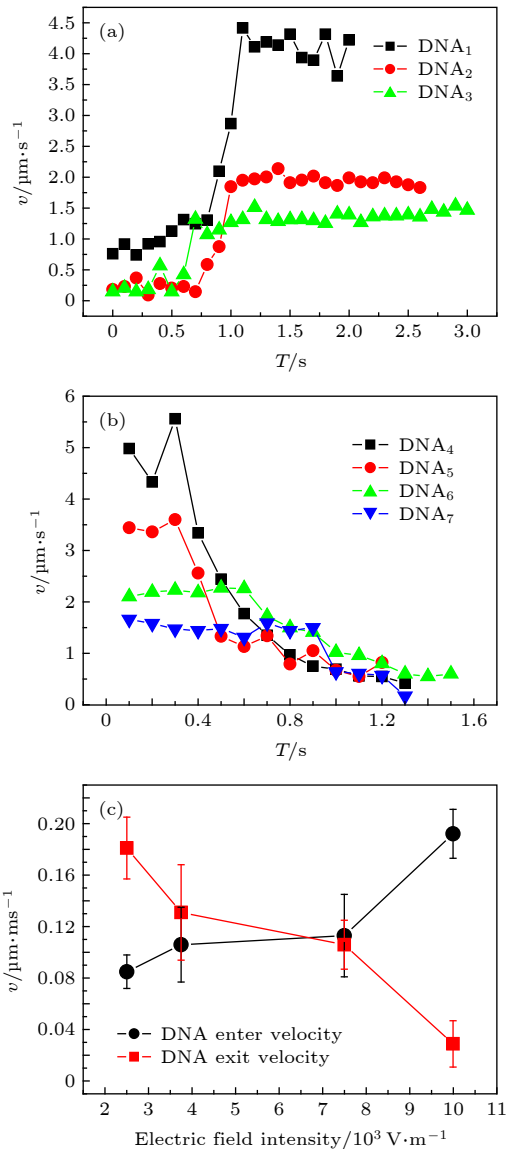 (a)
4.5
4.0
3.5
3.0
2.5
2.0
1.5
1.0
0.5
0
v/μm·s⁻¹
DNA₁
DNA₂
DNA₃
0 0.5 1.0 1.5 2.0 2.5 3.0
T/s
(b)
6
5
4
3
2
1
0
v/μm·s⁻¹
DNA₄
DNA₅
DNA₆
DNA₇
0 0.4 0.8 1.2 1.6
T/s
(c)
0.20
0.16
0.12
0.08
0.04
0
v/μm·ms⁻¹
DNA enter velocity
DNA exit velocity
2 3 4 5 6 7 8 9 10 11
Electric field intensity/10³ V·m⁻¹